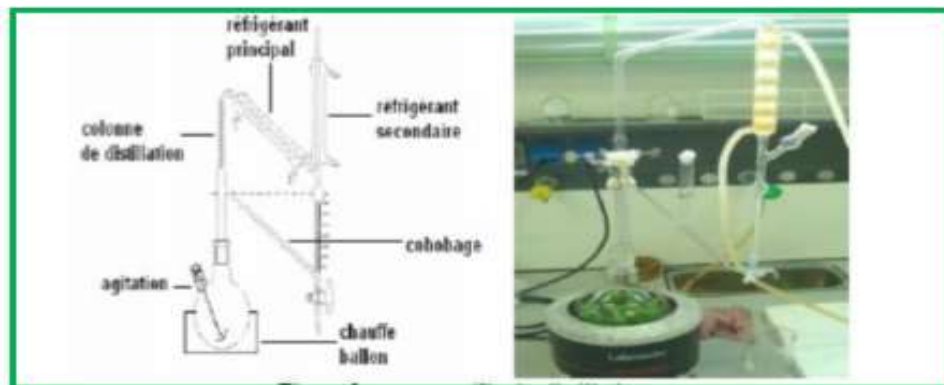 réfrigérant
principal
réfrigérant
secondaire
colonne
de distillation
cohobage
agitation
chauffe
ballon